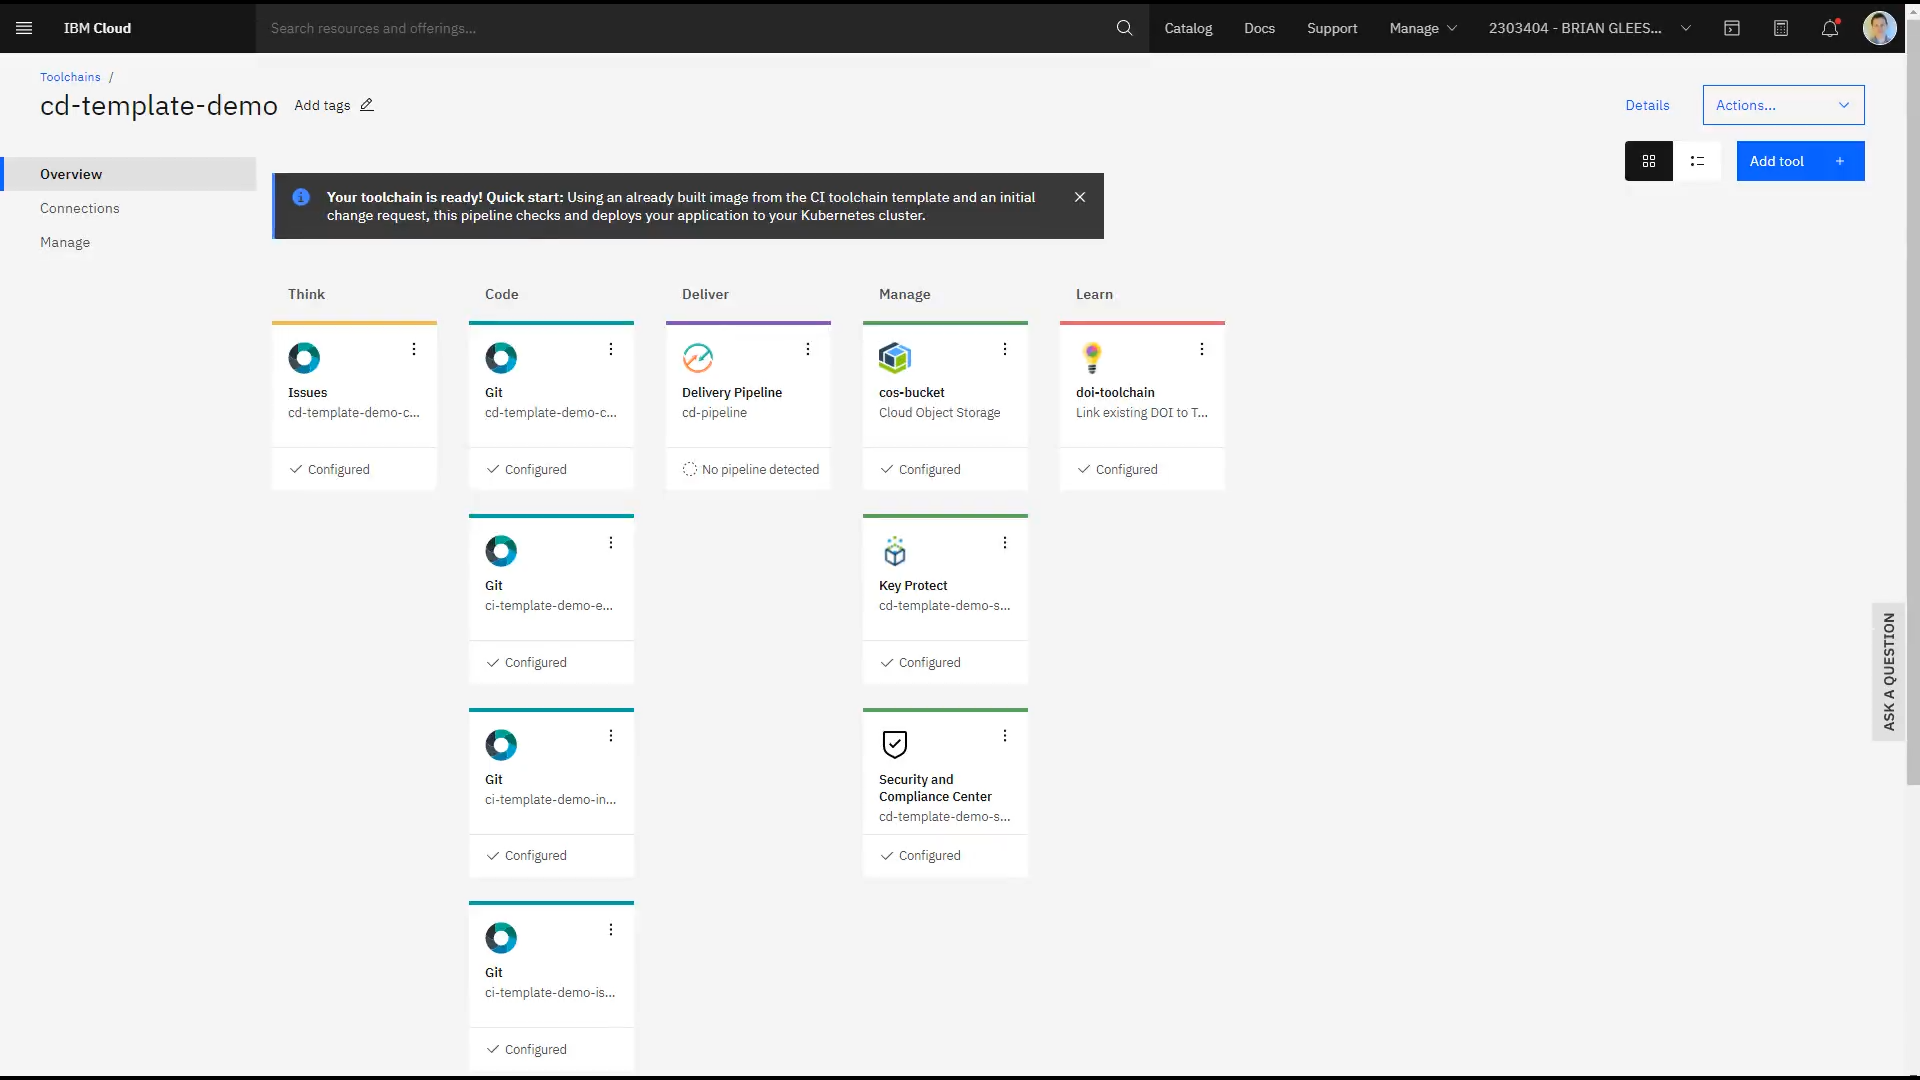 IBM Cloud
Search resources and offerings...
Catalog
Docs
Support
Manage
2303404 - BRIAN GLEES...
Toolchains /
cd-template-demo
Add tags
Details
Actions...
Overview
Connections
Manage
Add tool +
Your toolchain is ready! Quick start: Using an already built image from the CI toolchain template and an initial
change request, this pipeline checks and deploys your application to your Kubernetes cluster.
Think
Code
Deliver
Manage
Learn
Issues
cd-template-demo-c...
Configured
Git
cd-template-demo-c...
Configured
Delivery Pipeline
cd-pipeline
No pipeline detected
cos-bucket
Cloud Object Storage
Configured
doi-toolchain
Link existing DOI to T...
Configured
Git
ci-template-demo-e...
Configured
Key Protect
cd-template-demo-s...
Configured
Git
ci-template-demo-in...
Configured
Security and
Compliance Center
cd-template-demo-s...
Configured
Git
ci-template-demo-is...
Configured
ASK A QUESTION